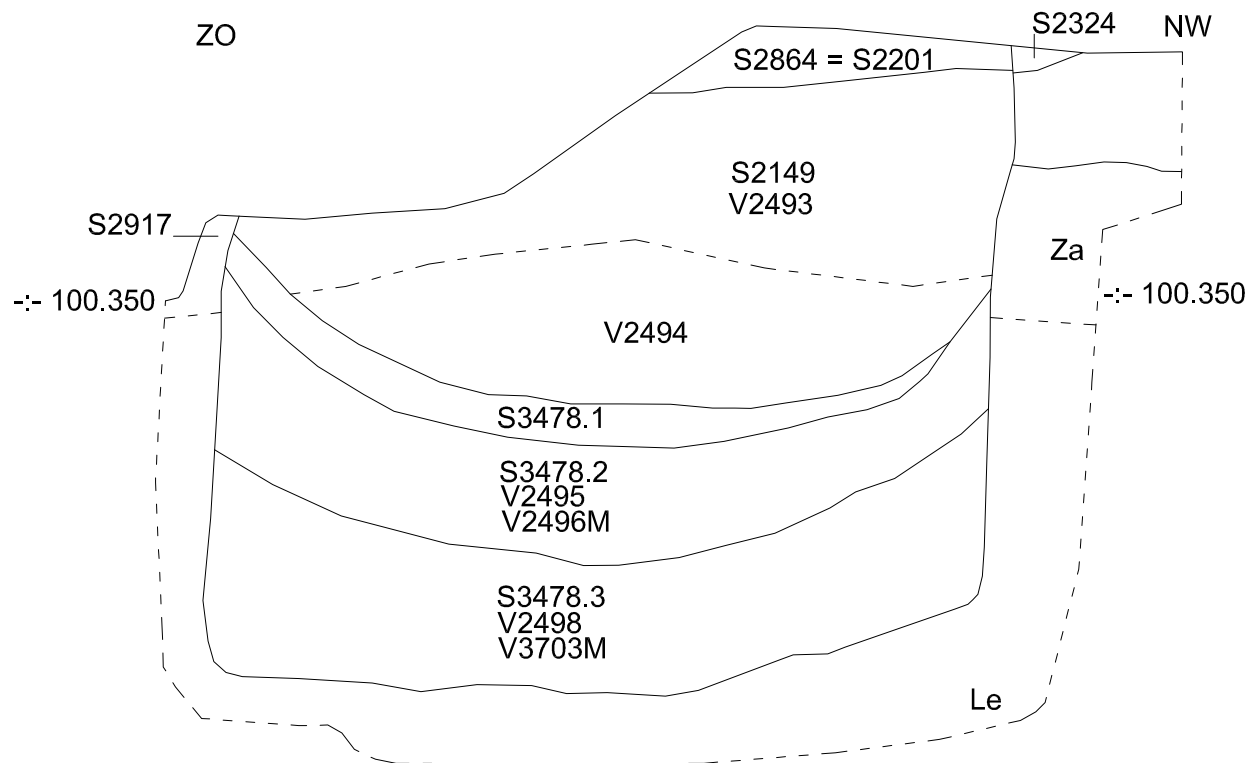 ZO
S2324
NW
S2864 = S2201
S2149
V2493
S2917
Za
-:- 100.350
-:- 100.350
V2494
S3478.1
S3478.2
V2495
V2496M
S3478.3
V2498
V3703M
Le